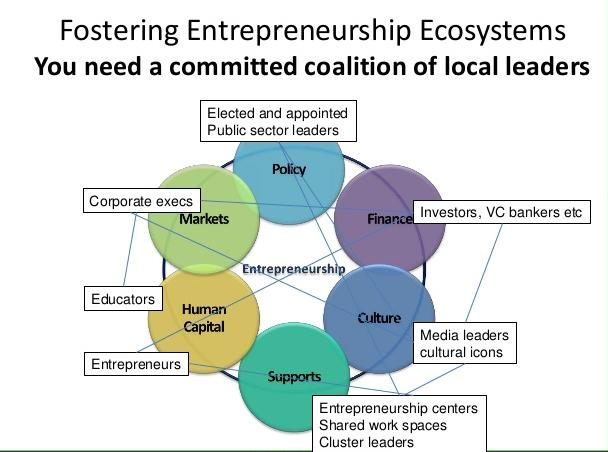 Fostering Entrepreneurship Ecosystems
You need a committed coalition of local leaders
Elected and appointed
Public sector leaders
Policy
Corporate execs
Markets
Finance
Investors, VC bankers etc
Entrepreneurship
Educators
Human
Capital
Culture
Media leaders
cultural icons
Entrepreneurs
Supports
Entrepreneurship centers
Shared work spaces
Cluster leaders